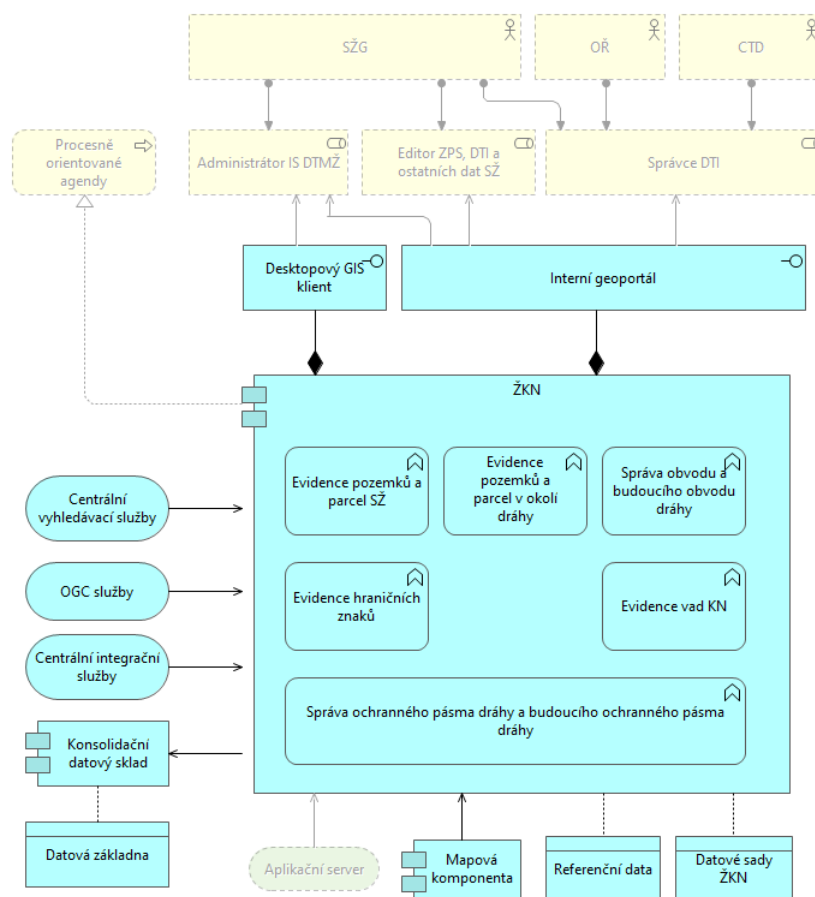 SŽG
OŘ
CTD
Procesně
orientované
agendy
Administrátor IS DTMŽ
Editor ZPS, DTI a
ostatních dat SŽ
Správce DTI
Desktopový GIS
klient
Interní geoportál
ŽKN
Evidence pozemků a
parcel SŽ
Evidence
pozemků a
parcel v okolí
dráhy
Správa obvodu a
budoucího obvodu
dráhy
Centrální
vyhledávací služby
OGC služby
Evidence hraničních
znaků
Evidence vad KN
Centrální integrační
služby
Správa ochranného pásma dráhy a budoucího ochranného pásma
dráhy
Konsolidační
datový sklad
Datová základna
Aplikační server
Mapová
komponenta
Referenční data
Datové sady
ŽKN